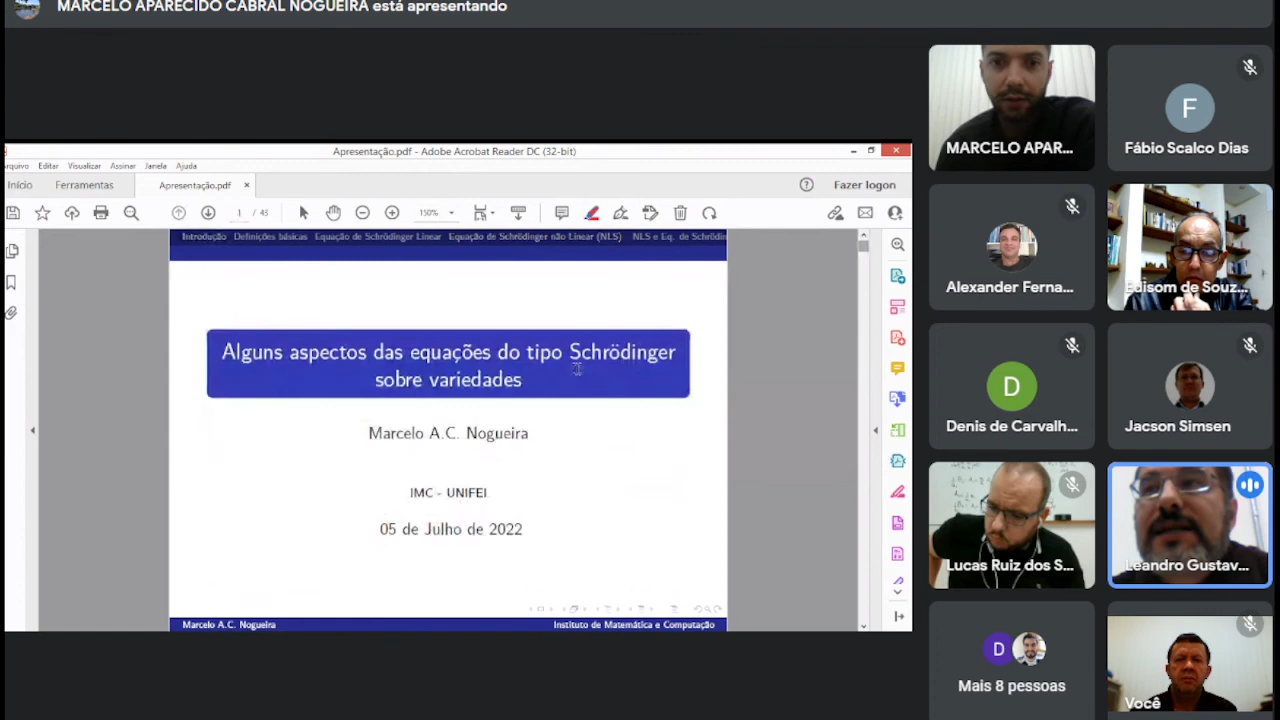 MARCELO APARECIDO CABRAL NOGUEIRA está apresentando
Apresentação.pdf - Adobe Acrobat Reader DC (32-bit)
rquivo Editar Visualizar Assinar Janela Ajuda
Início Ferramentas Apresentação.pdf × Fazer logon
1 / 43 150%
Introdução Definições básicas Equação de Schrödinger Linear Equação de Schrödinger não Linear (NLS) NLS e Eq. de Schrödin
Alguns aspectos das equações do tipo Schrödinger
sobre variedades
Marcelo A.C. Nogueira
IMC - UNIFEI
05 de Julho de 2022
Marcelo A.C. Nogueira Instituto de Matemática e Computação
MARCELO APAR...
F
Fábio Scalco Dias
Alexander Ferna...
Edisom de Souz...
D
Denis de Carvalh...
Jacson Simsen
Lucas Ruiz dos S...
Leandro Gustav...
D
Mais 8 pessoas
Você